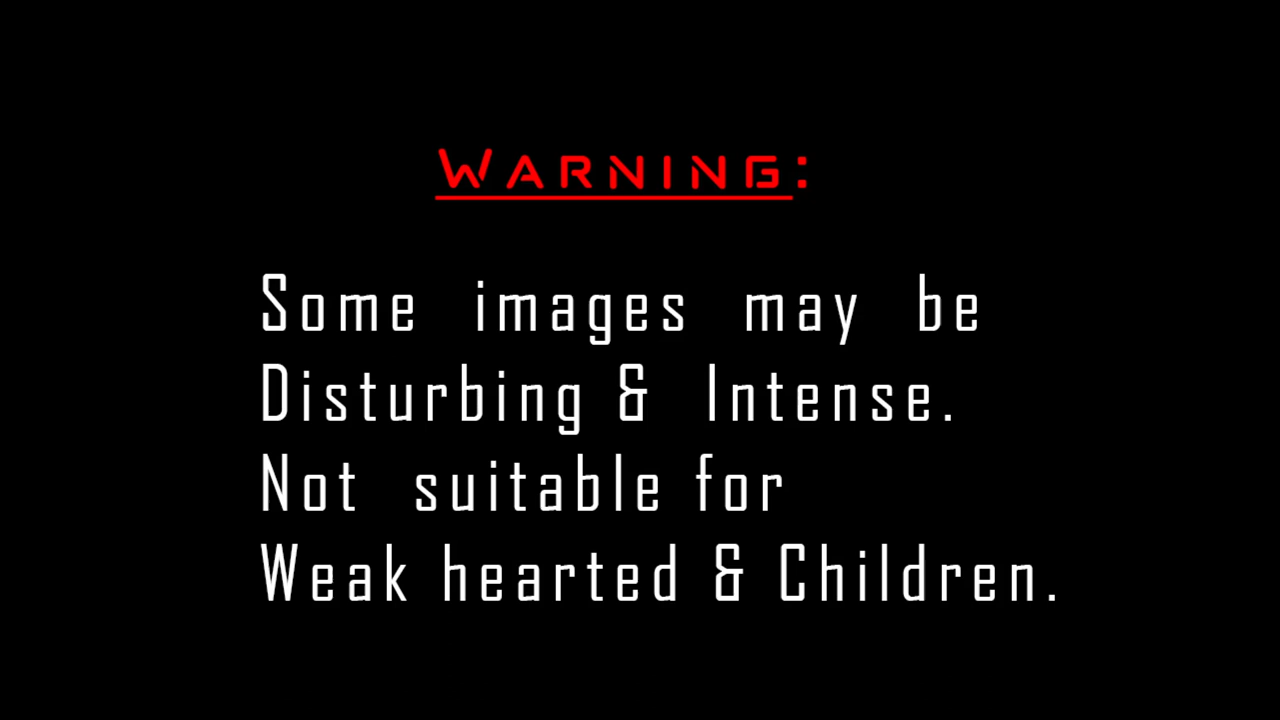 WARNING:
Some images may be
Disturbing & Intense.
Not suitable for
Weak hearted & Children.